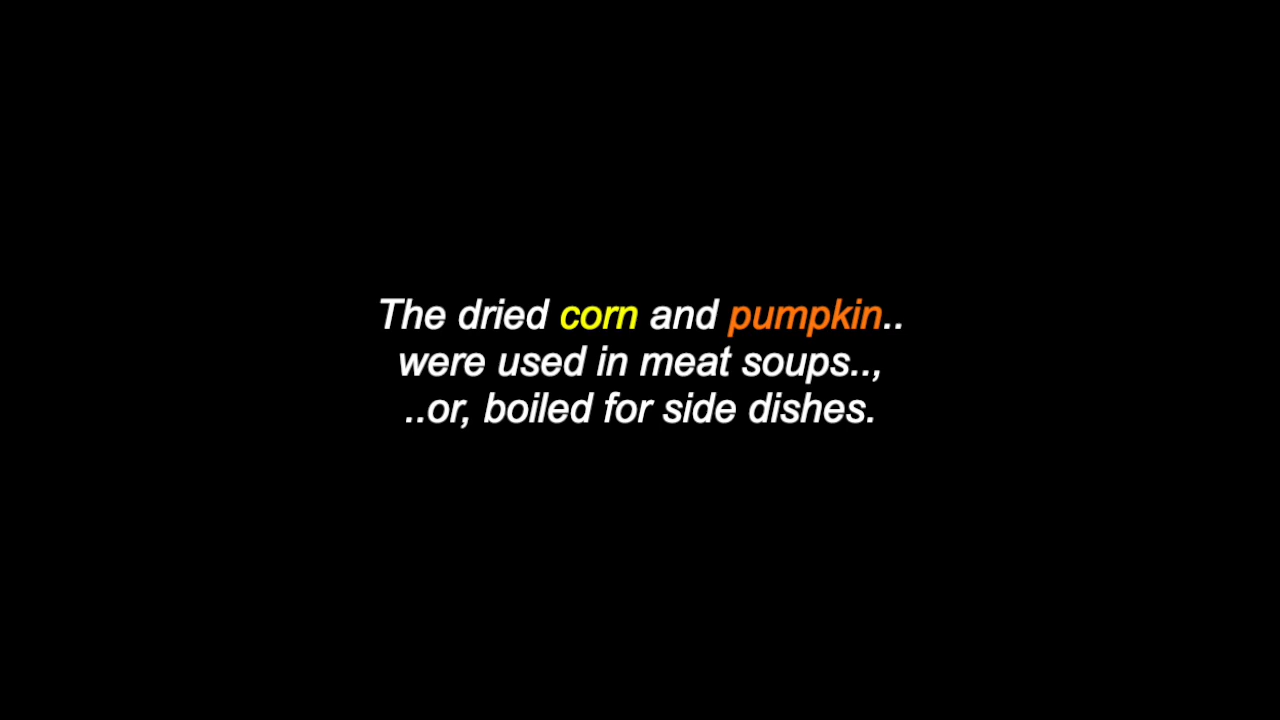 The dried corn and pumpkin..
were used in meat soups..,
..or, boiled for side dishes.